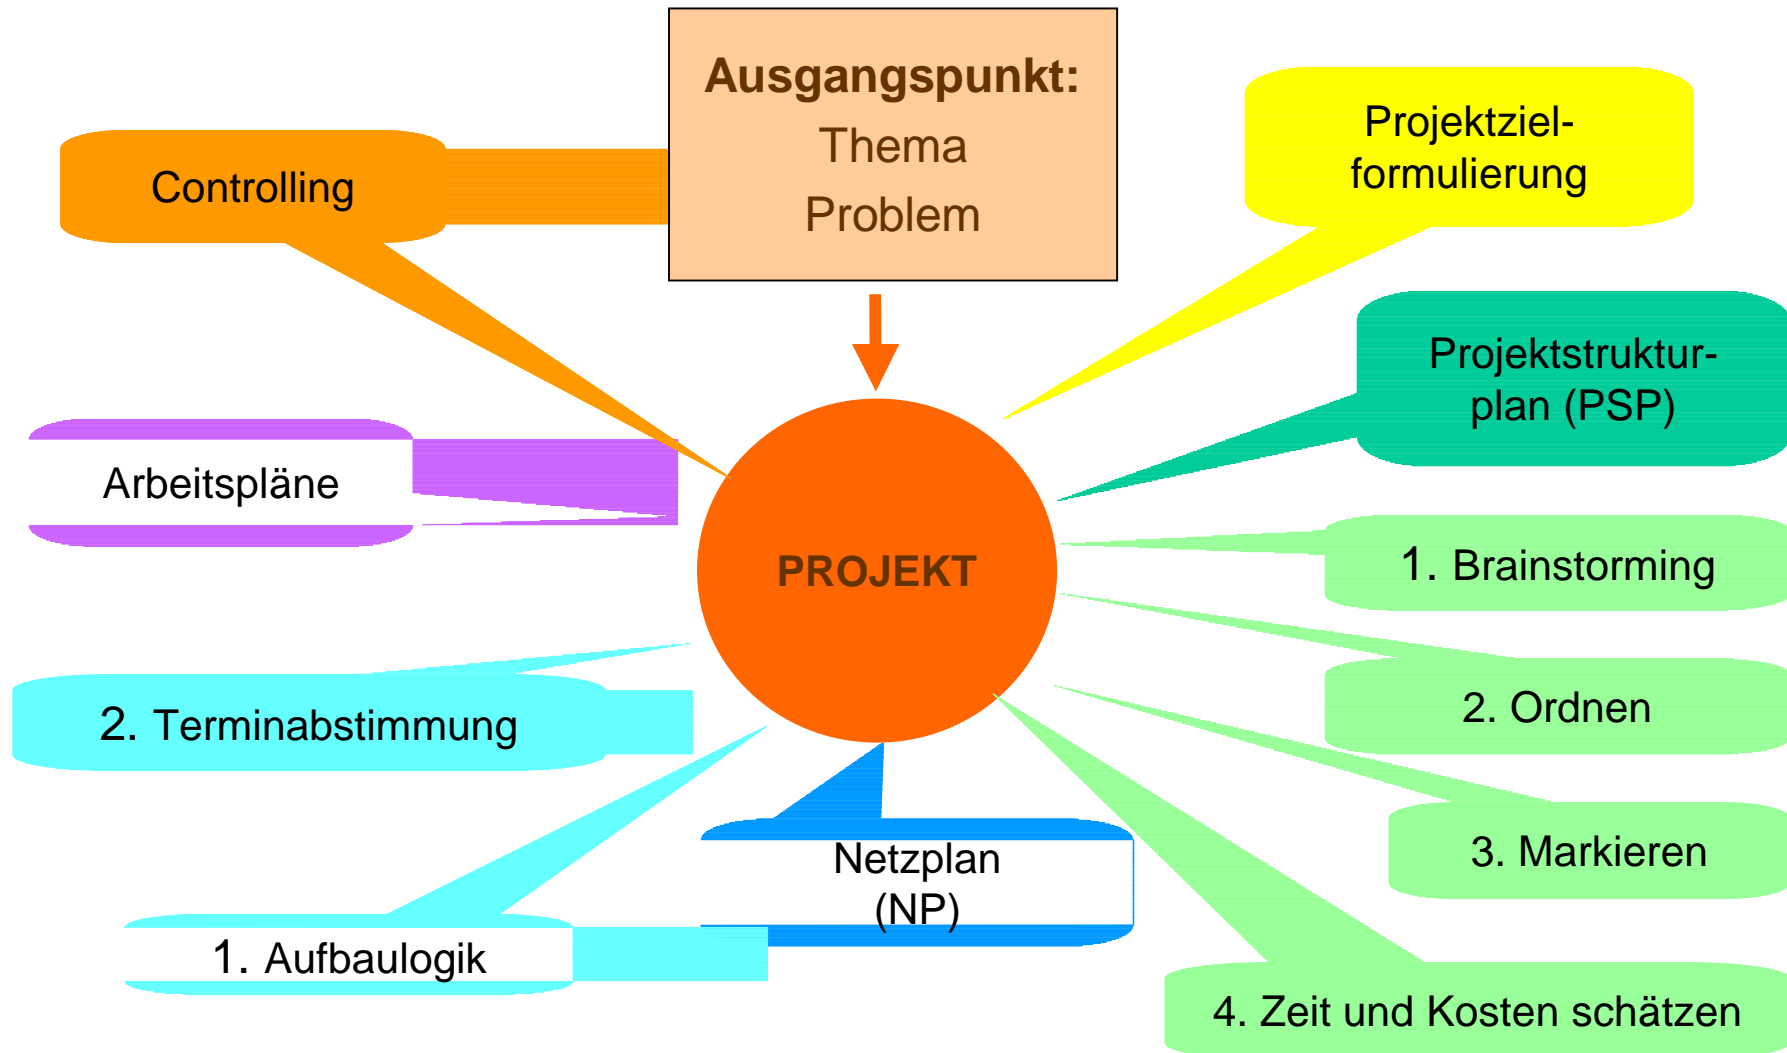 Ausgangspunkt:
Thema
Problem
Projektziel-
formulierung
Controlling
Projektstruktur-
plan (PSP)
Arbeitspläne
PROJEKT
1. Brainstorming
2. Ordnen
2. Terminabstimmung
3. Markieren
Netzplan
(NP)
1. Aufbaulogik
4. Zeit und Kosten schätzen